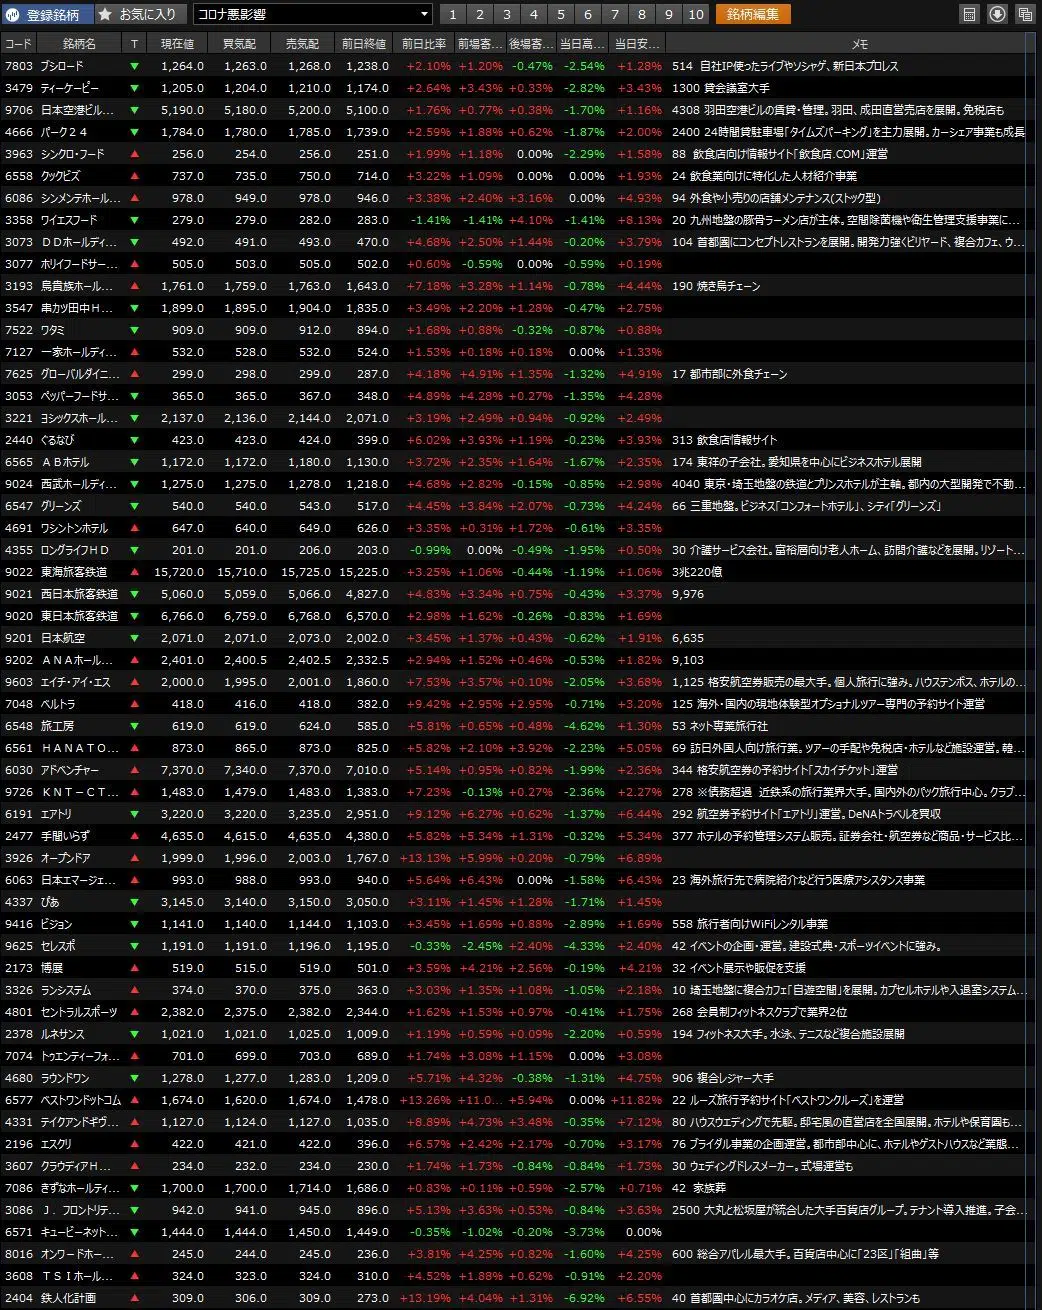 登録銘柄 お気に入り コロナ悪影響 1 2 3 4 5 6 7 8 9 10 銘柄編集
コード 銘柄名 T 現在値 買気配 売気配 前日終値 前日比率 前場寄... 後場寄... 当日高... 当日安... メモ
7803 ブシロード ▼ 1,264.0 1,263.0 1,268.0 1,238.0 +2.10% +1.20% -0.47% -2.54% +1.28% 514 自社IP使ったライブやソシャゲ、新日本プロレス
3479 ティーケーピー ▼ 1,205.0 1,204.0 1,210.0 1,174.0 +2.64% +3.43% +0.33% -2.82% +3.43% 1300 貸会議室大手
9706 日本空港ビル... ▼ 5,190.0 5,180.0 5,200.0 5,100.0 +1.76% +0.77% +0.38% -1.70% +1.16% 4308 羽田空港ビルの賃貸・管理。羽田、成田直営売店を展開。免税店も
4666 パーク２４ ▼ 1,784.0 1,780.0 1,785.0 1,739.0 +2.59% +1.88% +0.62% -1.87% +2.00% 2400 24時間貸駐車場「タイムズパーキング」を主力展開。カーシェア事業も成長
3963 シンクロ・フード ▲ 256.0 254.0 256.0 251.0 +1.99% +1.18% 0.00% -2.29% +1.58% 88 飲食店向け情報サイト「飲食店.COM」運営
6558 クックビズ ▲ 737.0 735.0 750.0 714.0 +3.22% +1.09% 0.00% 0.00% +1.93% 24 飲食業向けに特化した人材紹介事業
6086 シンメンテホール... ▲ 978.0 949.0 978.0 946.0 +3.38% +2.40% +3.16% 0.00% +4.93% 94 外食や小売りの店舗メンテナンス(ストック型)
3358 ワイエスフード ▼ 279.0 279.0 282.0 283.0 -1.41% -1.41% +4.10% -1.41% +8.13% 20 九州地盤の豚骨ラーメン店が主体。空間除菌機や衛生管理支援事業に...
3073 ＤＤホールディ... ▼ 492.0 491.0 493.0 470.0 +4.68% +2.50% +1.44% -0.20% +3.79% 104 首都圏にコンセプトレストランを展開。開発力強くビリヤード、複合カフェ、ウ...
3077 ホリイフードサー... ▲ 505.0 503.0 505.0 502.0 +0.60% -0.59% 0.00% -0.59% +0.19%
3193 鳥貴族ホール... ▲ 1,761.0 1,759.0 1,763.0 1,643.0 +7.18% +3.28% +1.14% -0.78% +4.44% 190 焼き鳥チェーン
3547 串カツ田中Ｈ... ▼ 1,899.0 1,895.0 1,904.0 1,835.0 +3.49% +2.20% +1.28% -0.47% +2.75%
7522 ワタミ ▼ 909.0 909.0 912.0 894.0 +1.68% +0.88% -0.32% -0.87% +0.88%
7127 一家ホールディ... ▲ 532.0 528.0 532.0 524.0 +1.53% +0.18% +0.18% 0.00% +1.33%
7625 グローバルダイニ... ▲ 299.0 298.0 299.0 287.0 +4.18% +4.91% +1.35% -1.32% +4.91% 17 都市部に外食チェーン
3053 ペッパーフードサ... ▼ 365.0 365.0 367.0 348.0 +4.89% +4.28% +0.27% -1.35% +4.28%
3221 ヨシックスホール... ▼ 2,137.0 2,136.0 2,144.0 2,071.0 +3.19% +2.49% +0.94% -0.92% +2.49%
2440 ぐるなび ▼ 423.0 423.0 424.0 399.0 +6.02% +3.93% +1.19% -0.23% +3.93% 313 飲食店情報サイト
6565 ＡＢホテル ▼ 1,172.0 1,172.0 1,180.0 1,130.0 +3.72% +2.35% +1.64% -1.67% +2.35% 174 東祥の子会社。愛知県を中心にビジネスホテル展開
9024 西武ホールディ... ▼ 1,275.0 1,275.0 1,278.0 1,218.0 +4.68% +2.82% -0.15% -0.85% +2.98% 4040 東京・埼玉地盤の鉄道とプリンスホテルが主軸。都内の大型開発で不動...
6547 グリーンズ ▼ 540.0 540.0 543.0 517.0 +4.45% +3.84% +2.07% -0.73% +4.24% 66 三重地盤。ビジネス「コンフォートホテル」、シティ「グリーンズ」
4691 ワシントンホテル ▲ 647.0 640.0 649.0 626.0 +3.35% +0.31% +1.72% -0.61% +3.35%
4355 ロングライフＨＤ ▼ 201.0 201.0 206.0 203.0 -0.99% 0.00% -0.49% -1.95% +0.50% 30 介護サービス会社。富裕層向け老人ホーム、訪問介護などを展開。リゾート...
9022 東海旅客鉄道 ▲ 15,720.0 15,710.0 15,725.0 15,225.0 +3.25% +1.06% -0.44% -1.19% +1.06% 3兆220億
9021 西日本旅客鉄道 ▼ 5,060.0 5,059.0 5,066.0 4,827.0 +4.83% +3.34% +0.75% -0.43% +3.37% 9,976
9020 東日本旅客鉄道 ▼ 6,766.0 6,759.0 6,768.0 6,570.0 +2.98% +1.62% -0.26% -0.83% +1.69%
9201 日本航空 ▼ 2,071.0 2,071.0 2,073.0 2,002.0 +3.45% +1.37% +0.43% -0.62% +1.91% 6,635
9202 ＡＮＡホール... ▲ 2,401.0 2,400.5 2,402.5 2,332.5 +2.94% +1.52% +0.46% -0.53% +1.82% 9,103
9603 エイチ・アイ・エス ▲ 2,000.0 1,995.0 2,001.0 1,860.0 +7.53% +3.57% +0.10% -2.05% +3.68% 1,125 格安航空券販売の最大手。個人旅行に強み。ハウステンボス、ホテルの...
7048 ベルトラ ▲ 418.0 416.0 418.0 382.0 +9.42% +2.95% +2.95% -0.71% +3.20% 125 海外・国内の現地体験型オプショナルツアー専門の予約サイト運営
6548 旅工房 ▼ 619.0 619.0 624.0 585.0 +5.81% +0.65% +0.48% -4.62% +1.30% 53 ネット専業旅行社
6561 ＨＡＮＡＴＯ... ▲ 873.0 865.0 873.0 825.0 +5.82% +2.10% +3.92% -2.23% +5.05% 69 訪日外国人向け旅行業。ツアーの手配や免税店・ホテルなど施設運営。韓...
6030 アドベンチャー ▲ 7,370.0 7,340.0 7,370.0 7,010.0 +5.14% +0.95% +0.82% -1.99% +2.36% 344 格安航空券の予約サイト「スカイチケット」運営
9726 ＫＮＴ－ＣＴ... ▲ 1,483.0 1,479.0 1,483.0 1,383.0 +7.23% -0.13% +0.27% -2.36% +2.27% 278 ※債務超過 近鉄系の旅行業界大手。国内外のパック旅行中心。クラブ...
6191 エアトリ ▼ 3,220.0 3,220.0 3,235.0 2,951.0 +9.12% +6.27% +0.62% -1.37% +6.44% 292 航空券予約サイト「エアトリ」運営。DeNAトラベルを買収
2477 手間いらず ▲ 4,635.0 4,615.0 4,635.0 4,380.0 +5.82% +5.34% +1.31% -0.32% +5.34% 377 ホテルの予約管理システム販売。証券会社・航空券など商品・サービス比...
3926 オープンドア ▲ 1,999.0 1,996.0 2,003.0 1,767.0 +13.13% +5.99% +0.20% -0.79% +6.89%
6063 日本エマージェ... ▲ 993.0 988.0 993.0 940.0 +5.64% +6.43% 0.00% -1.58% +6.43% 23 海外旅行先で病院紹介など行う医療アシスタンス事業
4337 ぴあ ▼ 3,145.0 3,140.0 3,150.0 3,050.0 +3.11% +1.45% +1.28% -1.71% +1.45%
9416 ビジョン ▼ 1,141.0 1,140.0 1,144.0 1,103.0 +3.45% +1.69% +0.88% -2.89% +1.69% 558 旅行者向けWiFiレンタル事業
9625 セレスポ ▼ 1,191.0 1,191.0 1,196.0 1,195.0 -0.33% -2.45% +2.40% -4.33% +2.40% 42 イベントの企画・運営。建設式典・スポーツイベントに強み。
2173 博展 ▲ 519.0 515.0 519.0 501.0 +3.59% +4.21% +2.56% -0.19% +4.21% 32 イベント展示や販促を支援
3326 ランシステム ▲ 374.0 370.0 375.0 363.0 +3.03% +1.35% +1.08% -1.05% +2.18% 10 埼玉地盤に複合カフェ「自遊空間」を展開。カプセルホテルや入退室システム...
4801 セントラルスポーツ ▲ 2,382.0 2,375.0 2,382.0 2,344.0 +1.62% +1.53% +0.97% -0.41% +1.75% 268 会員制フィットネスクラブで業界2位
2378 ルネサンス ▼ 1,021.0 1,021.0 1,025.0 1,009.0 +1.19% +0.59% +0.09% -2.20% +0.59% 194 フィットネス大手。水泳、テニスなど複合施設展開
7074 トゥエンティーフォ... ▲ 701.0 699.0 703.0 689.0 +1.74% +3.08% +1.15% 0.00% +3.08%
4680 ラウンドワン ▼ 1,278.0 1,277.0 1,283.0 1,209.0 +5.71% +4.32% -0.38% -1.31% +4.75% 906 複合レジャー大手
6577 ベストワンドットコム ▲ 1,674.0 1,620.0 1,674.0 1,478.0 +13.26% +11.0... +5.94% 0.00% +11.82% 22 ルーズ旅行予約サイト「ベストワンクルーズ」を運営
4331 テイクアンドギヴ... ▲ 1,127.0 1,124.0 1,127.0 1,035.0 +8.89% +4.73% +3.48% -0.35% +7.12% 80 ハウスウエディングで先駆。邸宅風の直営店を全国展開。ホテルや保育園も...
2196 エスクリ ▼ 422.0 421.0 422.0 396.0 +6.57% +2.42% +2.17% -0.70% +3.17% 76 ブライダル事業の企画運営。都市部中心に、ホテルやゲストハウスなど業態...
3607 クラウディアＨ... ▲ 234.0 232.0 234.0 230.0 +1.74% +1.73% -0.84% -0.84% +1.73% 30 ウェディングドレスメーカー。式場運営も
7086 きずなホールディ... ▼ 1,700.0 1,700.0 1,714.0 1,686.0 +0.83% +0.11% +0.59% -2.57% +0.71% 42 家族葬
3086 Ｊ．フロントリテ... ▼ 942.0 941.0 945.0 896.0 +5.13% +3.63% +0.53% -0.84% +3.63% 2500 大丸と松坂屋が統合した大手百貨店グループ。テナント導入推進。子会...
6571 キュービーネット... ▼ 1,444.0 1,444.0 1,450.0 1,449.0 -0.35% -1.02% -0.20% -3.73% 0.00%
8016 オンワードホー... ▲ 245.0 244.0 245.0 236.0 +3.81% +4.25% +0.82% -1.60% +4.25% 600 総合アパレル最大手。百貨店中心に「23区」「組曲」等
3608 ＴＳＩホール... ▲ 324.0 323.0 324.0 310.0 +4.52% +1.88% +0.62% -0.91% +2.20%
2404 鉄人化計画 ▲ 309.0 306.0 309.0 273.0 +13.19% +4.04% +1.31% -6.92% +6.55% 40 首都圏中心にカラオケ店。メディア、美容、レストランも